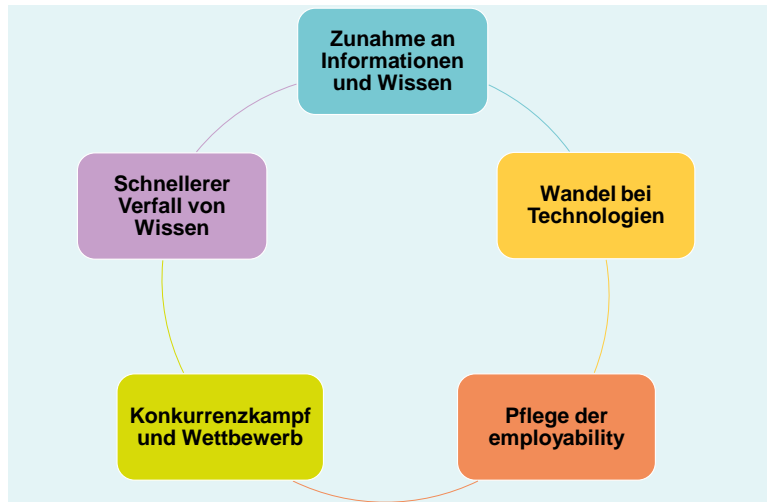 Zunahme an
Informationen
und Wissen
Wandel bei
Technologien
Pflege der
employability
Konkurrenzkampf
und Wettbewerb
Schnellerer
Verfall von
Wissen